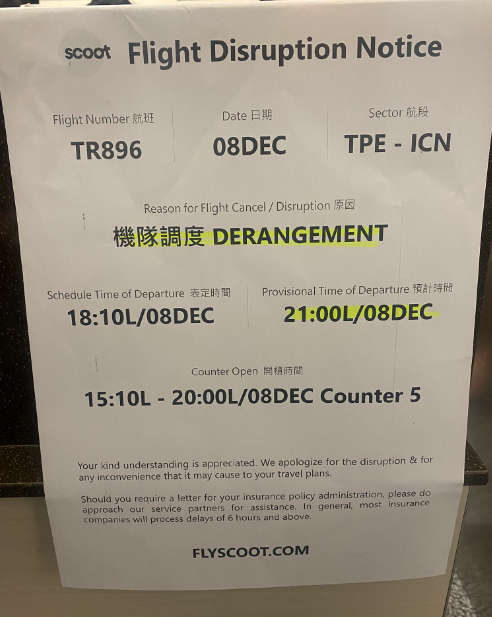 scoot Flight Disruption Notice
Flight Number 航班 Date 日期 Sector 航段
TR896 08DEC TPE - ICN
Reason for Flight Cancel / Disruption 原因
機隊調度 DERANGEMENT
Schedule Time of Departure 表定時間 Provisional Time of Departure 預計時間
18:10L/08DEC 21:00L/08DEC
Counter Open 開櫃時間
15:10L - 20:00L/08DEC Counter 5
Your kind understanding is appreciated. We apologize for the disruption & for
any inconvenience that it may cause to your travel plans.
Should you require a letter for your insurance policy administration, please do
approach our service partners for assistance. In general, most insurance
companies will process delays of 6 hours and above.
FLYSCOOT.COM